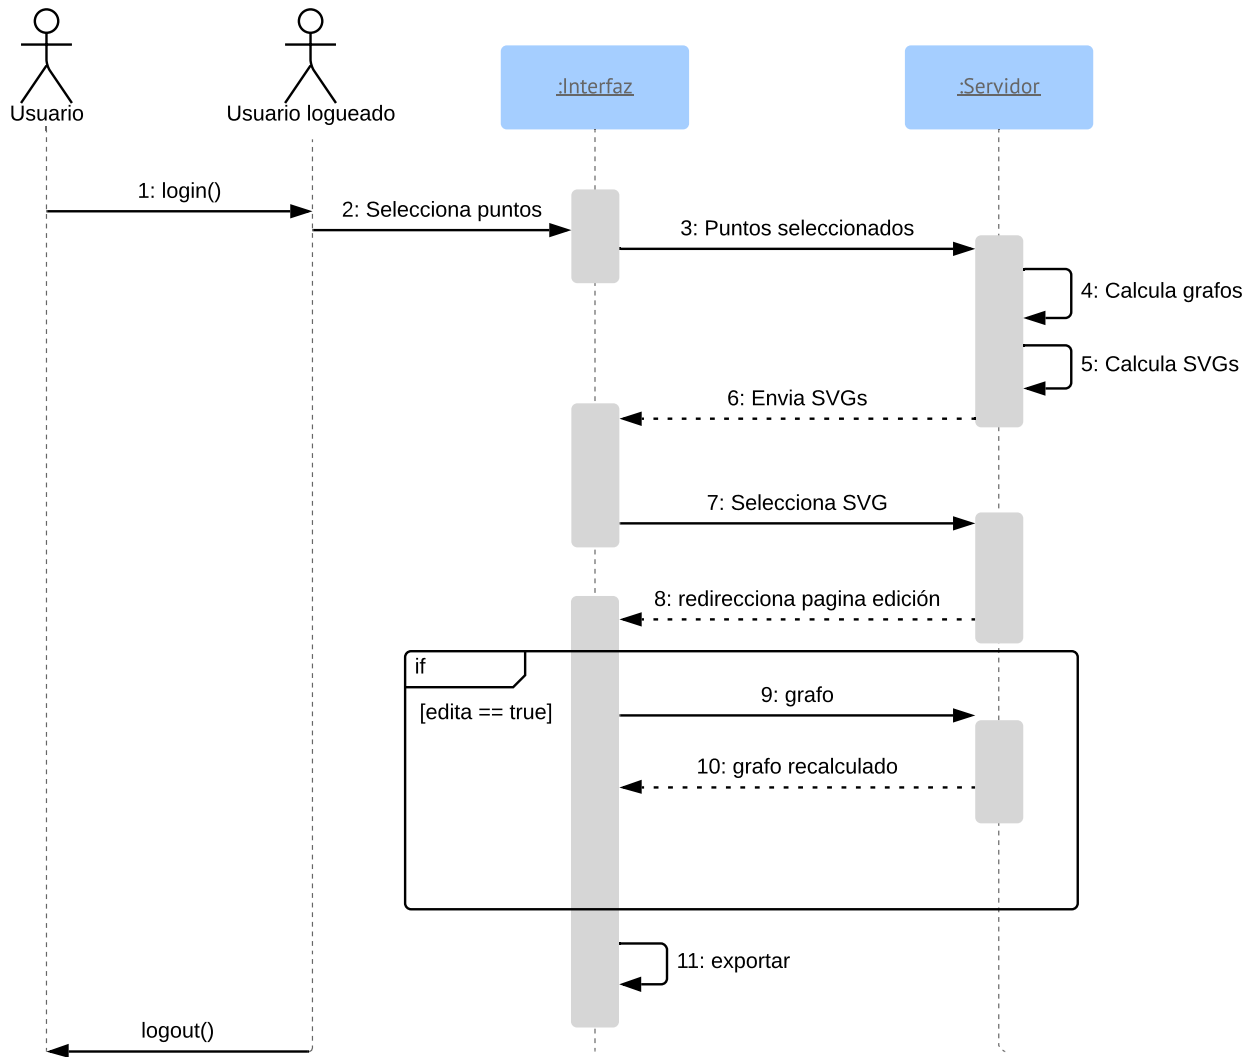 Usuario
Usuario logueado
:Interfaz
:Servidor
1: login()
2: Selecciona puntos
3: Puntos seleccionados
4: Calcula grafos
5: Calcula SVGs
6: Envia SVGs
7: Selecciona SVG
8: redirecciona pagina edición
if
[edita == true]
9: grafo
10: grafo recalculado
11: exportar
logout()